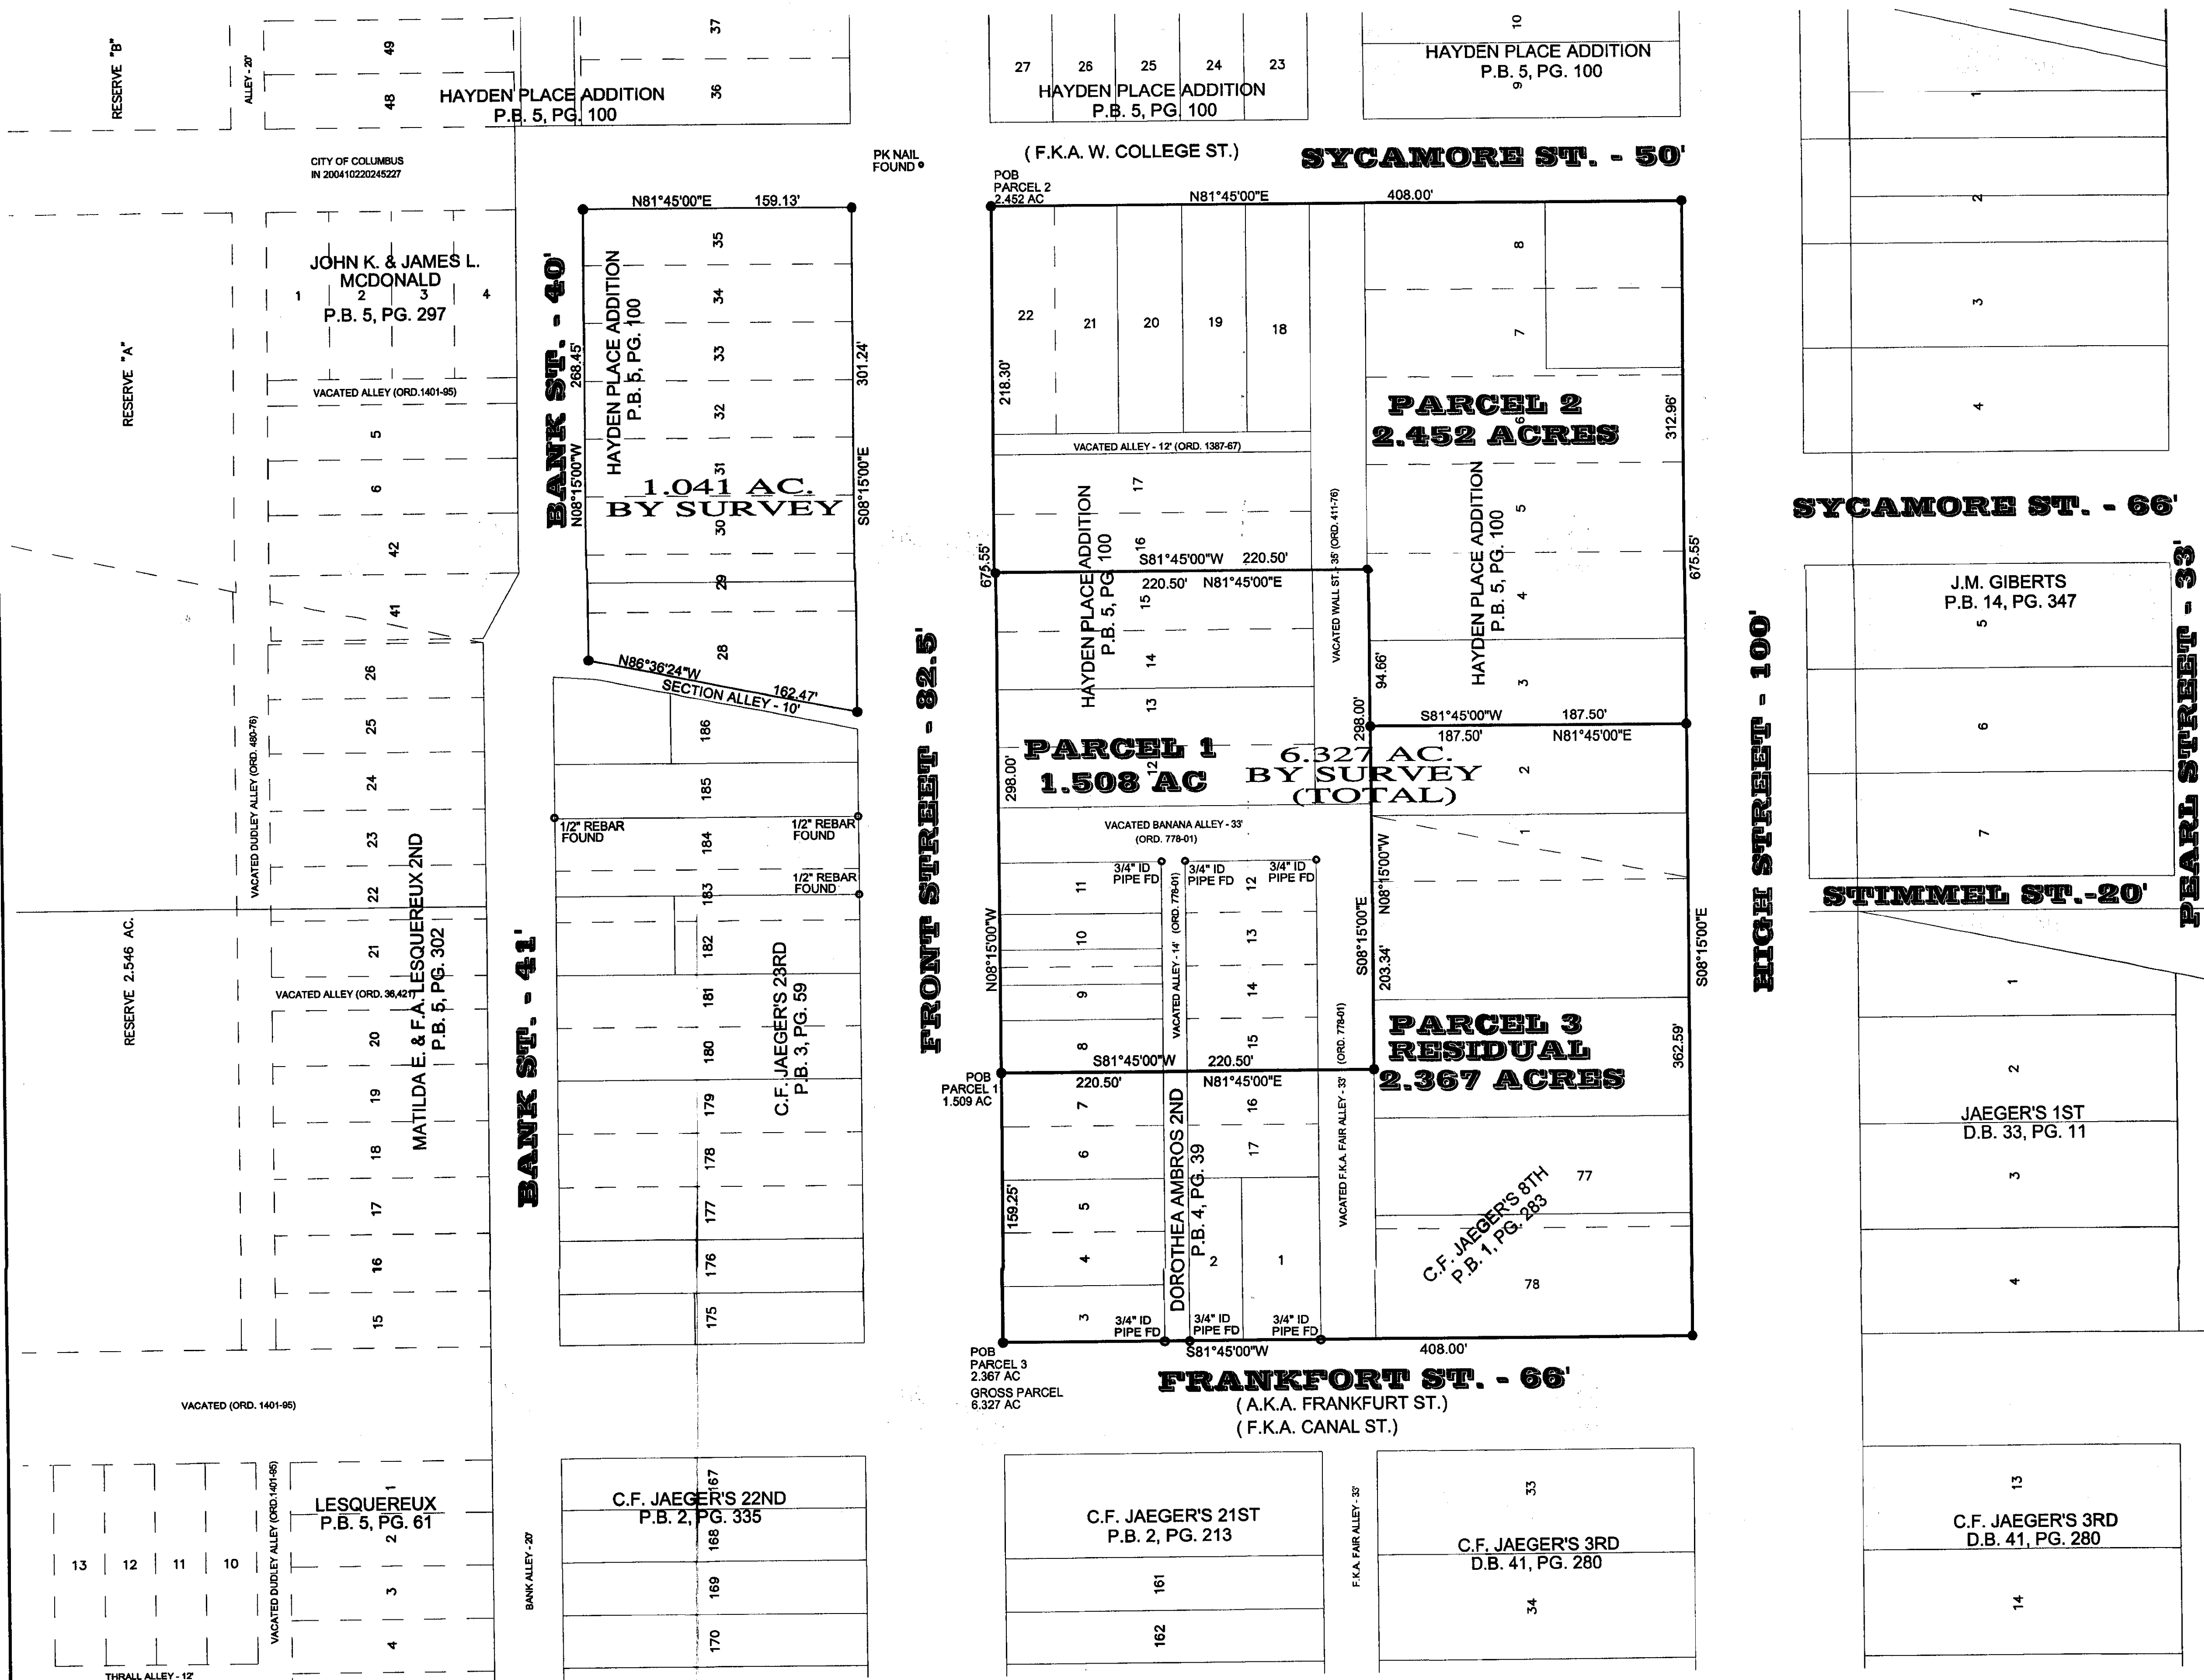 RESERVE "B"
ALLEY - 20'
49
48
HAYDEN PLACE ADDITION
P.B. 5, PG. 100
37
36
27
26
25
24
23
HAYDEN PLACE ADDITION
P.B. 5, PG. 100
10
HAYDEN PLACE ADDITION
P.B. 5, PG. 100
9
CITY OF COLUMBUS
IN 200410220245227
PK NAIL
FOUND
( F.K.A. W. COLLEGE ST.)
SYCAMORE ST. - 50'
POB
PARCEL 2
2.452 AC
N81°45'00"E 159.13'
N81°45'00"E 408.00'
JOHN K. & JAMES L.
MCDONALD
1
2
3
4
P.B. 5, PG. 297
RESERVE "A"
VACATED ALLEY (ORD.1401-95)
5
6
42
41
BANK ST. - 40'
N08°15'00"W 268.45'
HAYDEN PLACE ADDITION
P.B. 5, PG. 100
35
34
33
32
31
30
29
28
1.041 AC.
BY SURVEY
301.24'
S08°15'00"E
N86°36'24"W 162.47'
SECTION ALLEY - 10'
22
21
20
19
18
218.30'
VACATED ALLEY - 12' (ORD. 1387-67)
17
16
HAYDEN PLACE ADDITION
P.B. 5, PG. 100
675.55'
S81°45'00"W 220.50'
220.50' N81°45'00"E
15
14
13
12
VACATED WALL ST. - 35' (ORD. 411-76)
8
7
PARCEL 2
6
2.452 ACRES
312.96'
HAYDEN PLACE ADDITION
P.B. 5, PG. 100
5
4
3
675.55'
94.66'
298.00'
S81°45'00"W 187.50'
187.50' N81°45'00"E
2
1
PARCEL 1
1.508 AC
298.00'
6.327 AC.
BY SURVEY
(TOTAL)
1
2
3
4
SYCAMORE ST. - 66'
J.M. GIBERTS
P.B. 14, PG. 347
5
6
7
HIGH STREET - 100'
PEARL STREET - 33'
STIMMEL ST.-20'
FRONT STREET - 82.5'
VACATED DUDLEY ALLEY (ORD. 480-76)
26
25
24
23
22
21
VACATED ALLEY (ORD. 36,421)
20
19
18
17
16
15
RESERVE 2.546 AC.
MATILDA E. & F.A. LESQUEREUX 2ND
P.B. 5, PG. 302
BANK ST. - 41'
186
185
1/2" REBAR
FOUND
1/2" REBAR
FOUND
184
1/2" REBAR
FOUND
183
182
181
180
179
178
177
176
175
C.F. JAEGER'S 23RD
P.B. 3, PG. 59
VACATED BANANA ALLEY - 33'
(ORD. 778-01)
3/4" ID
PIPE FD
3/4" ID
PIPE FD
3/4" ID
PIPE FD
11
10
9
8
12
13
14
15
VACATED ALLEY - 14' (ORD. 778-01)
N08°15'00"W
S08°15'00"E
N08°15'00"W
203.34'
S08°15'00"E
362.59'
PARCEL 3
RESIDUAL
2.367 ACRES
S81°45'00"W 220.50'
220.50' N81°45'00"E
POB
PARCEL 1
1.509 AC
7
6
5
4
3
16
17
2
1
159.25'
DOROTHEA AMBROS 2ND
P.B. 4, PG. 39
VACATED F.K.A. FAIR ALLEY - 33' (ORD. 778-01)
77
C.F. JAEGER'S 8TH
P.B. 1, PG. 283
78
3/4" ID
PIPE FD
3/4" ID
PIPE FD
3/4" ID
PIPE FD
S81°45'00"W 408.00'
POB
PARCEL 3
2.367 AC
GROSS PARCEL
6.327 AC
FRANKFORT ST. - 66'
( A.K.A. FRANKFURT ST.)
( F.K.A. CANAL ST.)
1
2
JAEGER'S 1ST
D.B. 33, PG. 11
3
4
VACATED (ORD. 1401-95)
13
12
11
10
THRALL ALLEY - 12'
VACATED DUDLEY ALLEY (ORD.1401-95)
LESQUEREUX
P.B. 5, PG. 61
1
2
3
4
BANK ALLEY - 20'
167
C.F. JAEGER'S 22ND
P.B. 2, PG. 335
168
169
170
C.F. JAEGER'S 21ST
P.B. 2, PG. 213
161
162
F.K.A. FAIR ALLEY - 33'
33
C.F. JAEGER'S 3RD
D.B. 41, PG. 280
34
13
C.F. JAEGER'S 3RD
D.B. 41, PG. 280
14